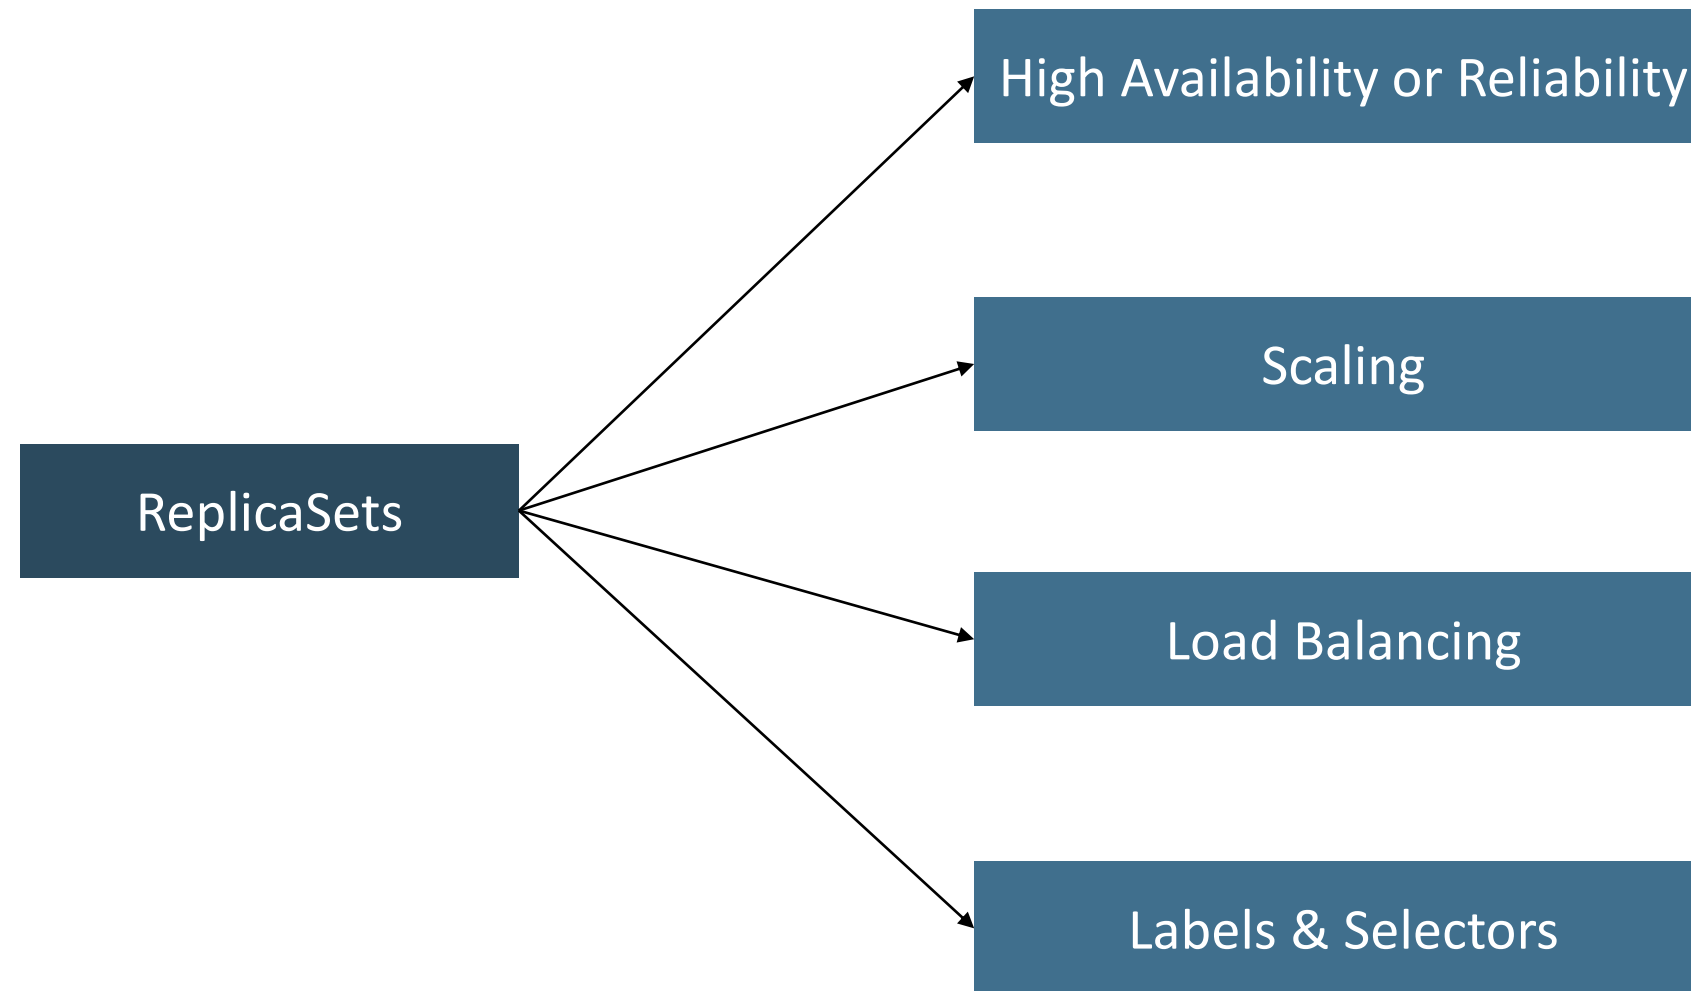 High Availability or Reliability
Scaling
ReplicaSets
Load Balancing
Labels & Selectors